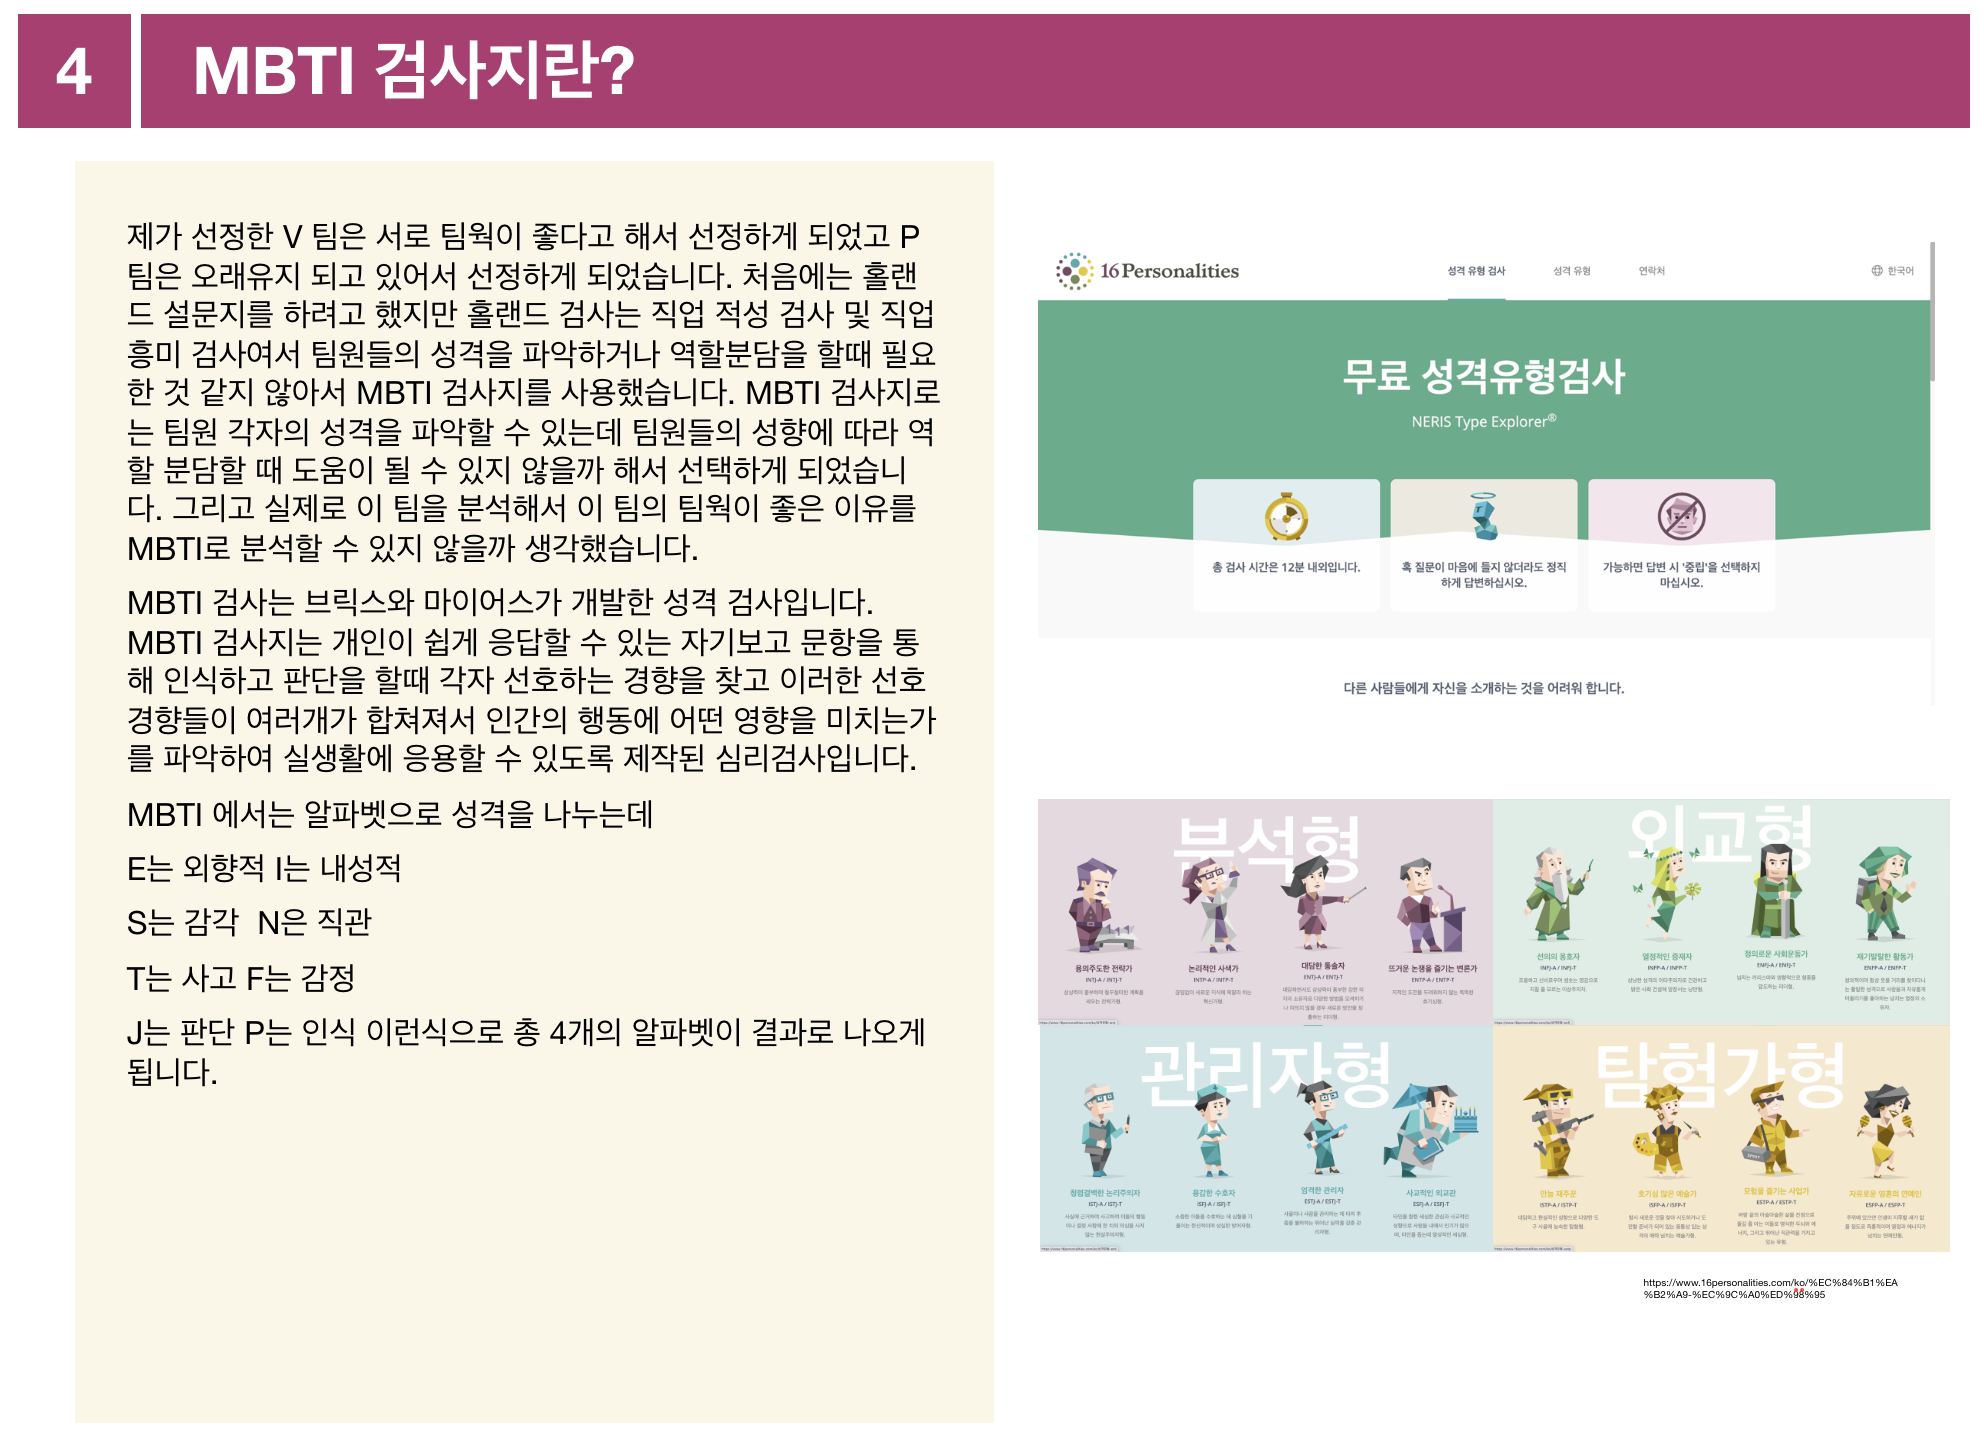 4
MBTI 검사지란?
제가 선정한 V 팀은 서로 팀웍이 좋다고 해서 선정하게 되었고 P
팀은 오래유지 되고 있어서 선정하게 되었습니다. 처음에는 홀랜
드 설문지를 하려고 했지만 홀랜드 검사는 직업 적성 검사 및 직업
흥미 검사여서 팀원들의 성격을 파악하거나 역할분담을 할때 필요
한 것 같지 않아서 MBTI 검사지를 사용했습니다. MBTI 검사지로
는 팀원 각자의 성격을 파악할 수 있는데 팀원들의 성향에 따라 역
할 분담할 때 도움이 될 수 있지 않을까 해서 선택하게 되었습니
다. 그리고 실제로 이 팀을 분석해서 이 팀의 팀웍이 좋은 이유를
MBTI로 분석할 수 있지 않을까 생각했습니다.
MBTI 검사는 브릭스와 마이어스가 개발한 성격 검사입니다.
MBTI 검사지는 개인이 쉽게 응답할 수 있는 자기보고 문항을 통
해 인식하고 판단을 할때 각자 선호하는 경향을 찾고 이러한 선호
경향들이 여러개가 합쳐져서 인간의 행동에 어떤 영향을 미치는가
를 파악하여 실생활에 응용할 수 있도록 제작된 심리검사입니다.
MBTI 에서는 알파벳으로 성격을 나누는데
E는 외향적 I는 내성적
S는 감각  N은 직관
T는 사고 F는 감정
J는 판단 P는 인식 이런식으로 총 4개의 알파벳이 결과로 나오게
됩니다.
16Personalities
성격 유형 검사 성격 유형 연락처 한국어
무료 성격유형검사
NERIS Type Explorer®
총 검사 시간은 12분 내외입니다.
혹 질문이 마음에 들지 않더라도 정직
하게 답변하십시오.
가능하면 답변 시 '중립'을 선택하지
마십시오.
다른 사람들에게 자신을 소개하는 것을 어려워 합니다.
분석형
용의주도한 전략가
INTJ-A / INTJ-T
논리적인 사색가
INTP-A / INTP-T
대담한 통솔자
ENTJ-A / ENTJ-T
뜨거운 논쟁을 즐기는 변론가
ENTP-A / ENTP-T
외교형
선의의 옹호자
INFJ-A / INFJ-T
열정적인 중재자
INFP-A / INFP-T
정의로운 사회운동가
ENFJ-A / ENFJ-T
재기발랄한 활동가
ENFP-A / ENFP-T
관리자형
청렴결백한 논리주의자
ISTJ-A / ISTJ-T
용감한 수호자
ISFJ-A / ISFJ-T
엄격한 관리자
ESTJ-A / ESTJ-T
사교적인 외교관
ESFJ-A / ESFJ-T
탐험가형
만능 재주꾼
ISTP-A / ISTP-T
호기심 많은 예술가
ISFP-A / ISFP-T
모험을 즐기는 사업가
ESTP-A / ESTP-T
자유로운 영혼의 연예인
ESFP-A / ESFP-T
https://www.16personalities.com/ko/%EC%84%B1%EA
%B2%A9-%EC%9C%A0%ED%98%95